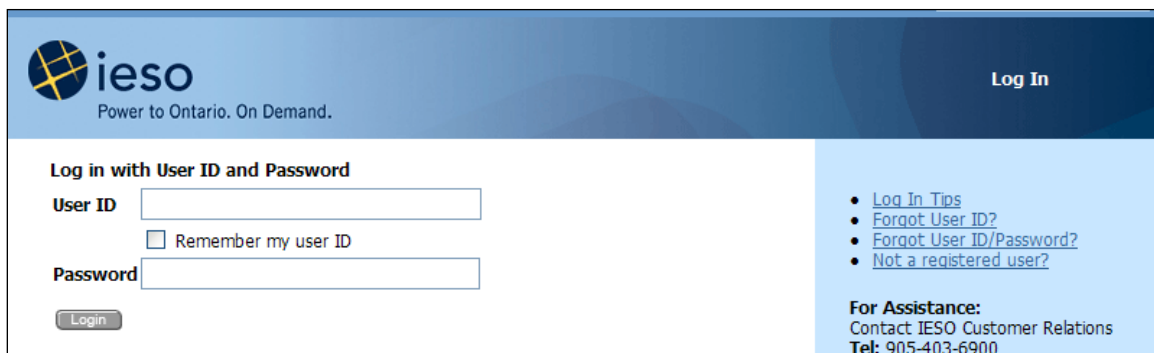 ieso
Power to Ontario. On Demand.
Log In
Log in with User ID and Password
User ID
Remember my user ID
Password
Login
Log In Tips
Forgot User ID?
Forgot User ID/Password?
Not a registered user?
For Assistance:
Contact IESO Customer Relations
Tel: 905-403-6900